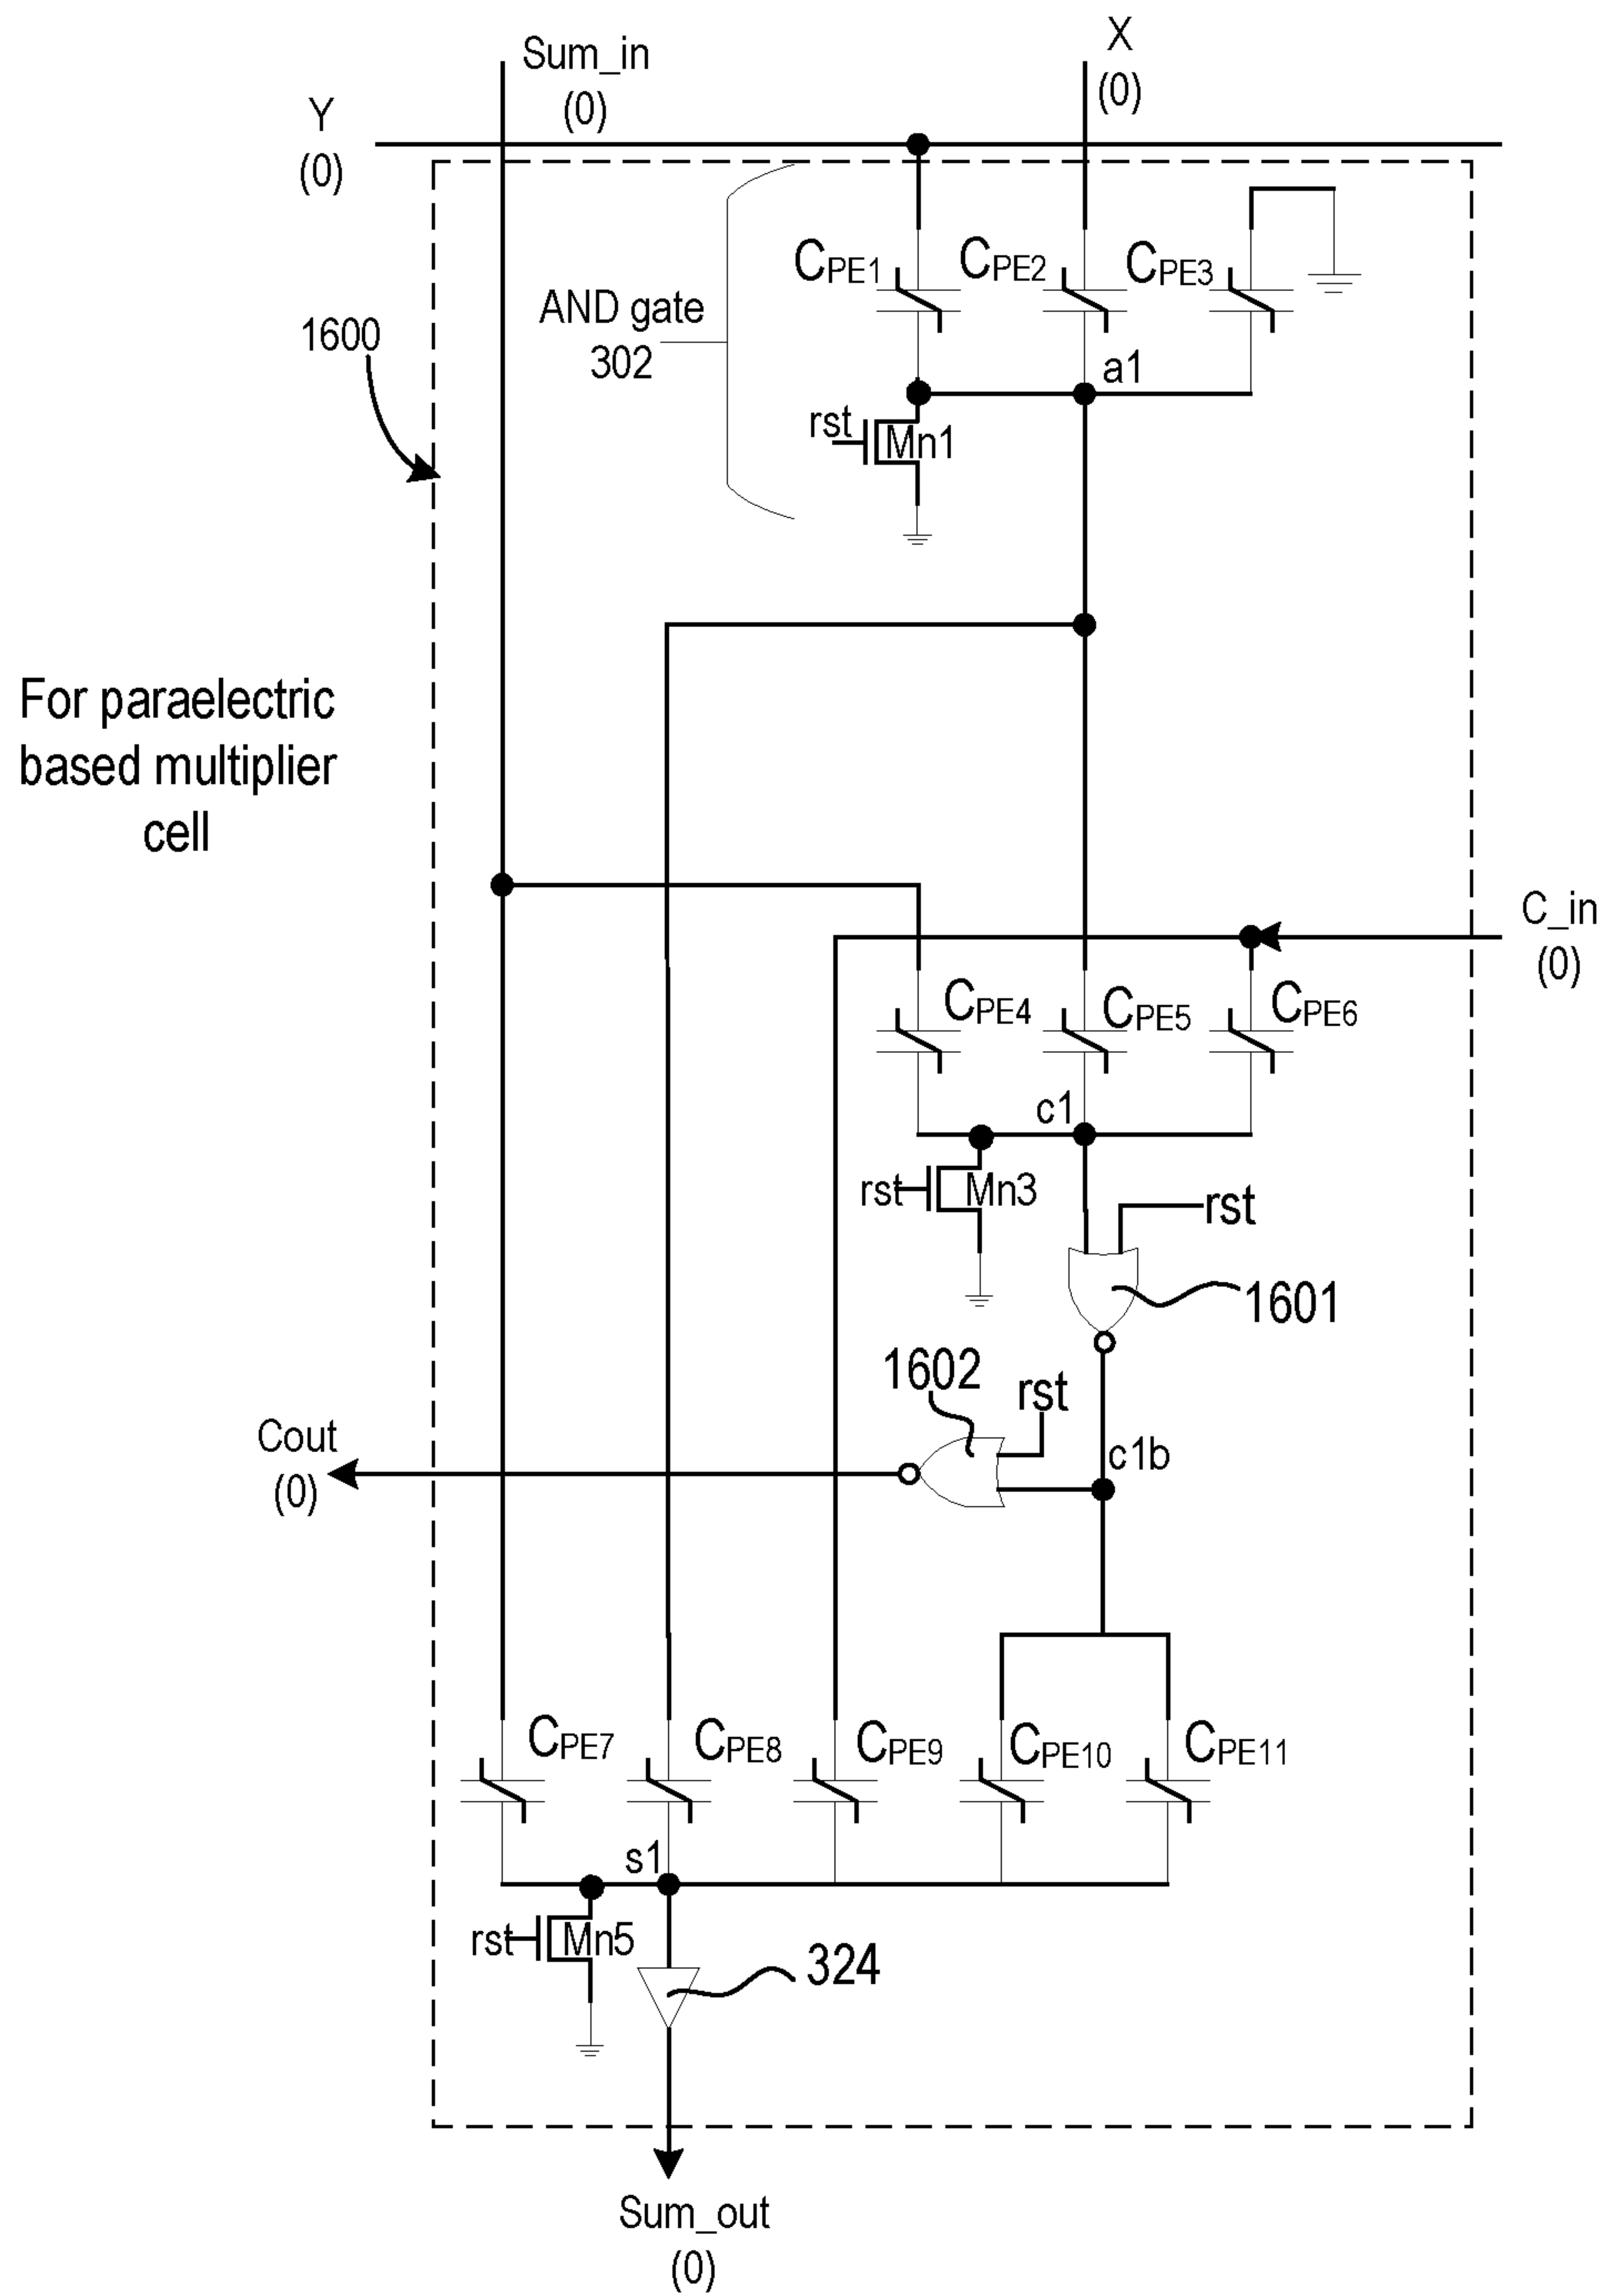 X
(0)
Sum_in
(0)
Y
(0)
CPE1
CPE2
CPE3
AND gate
302
1600
a1
rst
Mn1
For paraelectric
based multiplier
cell
C_in
(0)
CPE4
CPE5
CPE6
c1
rst
Mn3
rst
1601
1602
rst
Cout
(0)
c1b
CPE7
CPE8
CPE9
CPE10
CPE11
s1
rst
Mn5
324
Sum_out
(0)